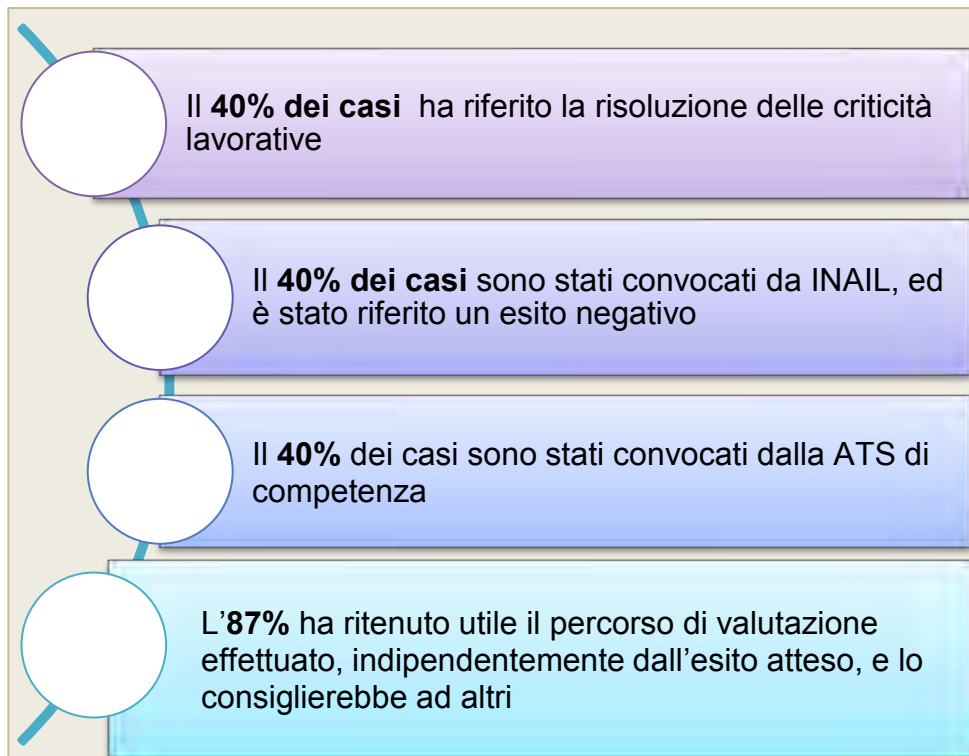 Il 40% dei casi ha riferito la risoluzione delle criticità
lavorative
Il 40% dei casi sono stati convocati da INAIL, ed
è stato riferito un esito negativo
Il 40% dei casi sono stati convocati dalla ATS di
competenza
L’87% ha ritenuto utile il percorso di valutazione
effettuato, indipendentemente dall’esito atteso, e lo
consiglierebbe ad altri